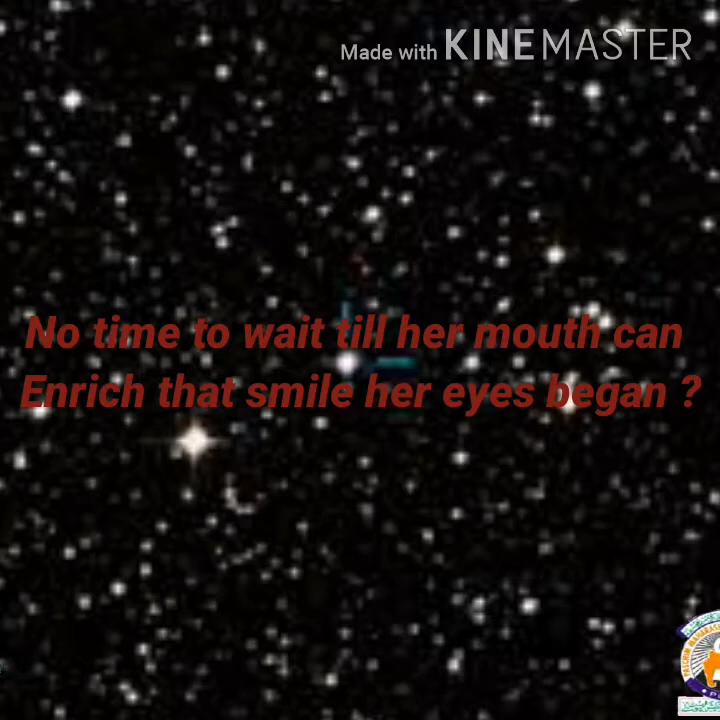 Made with KINEMASTER
No time to wait till her mouth can
Enrich that smile her eyes began ?